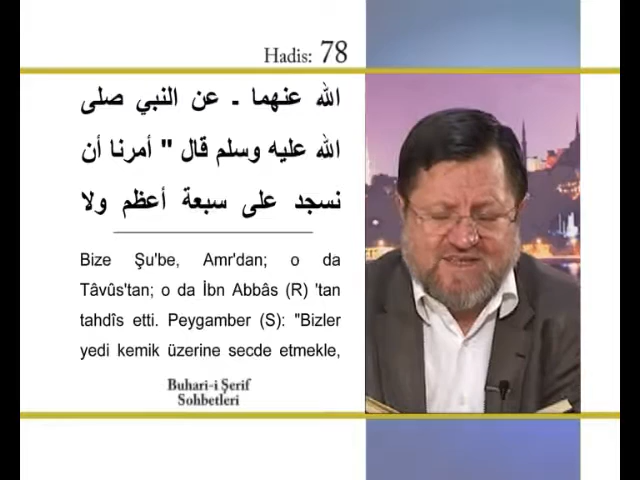 Hadis: 78
الله عنهما ـ عن النبي صلى
الله عليه وسلم قال " أمرنا أن
نسجد على سبعة أعظم ولا
Bize Şu'be, Amr'dan; o da
Tâvûs'tan; o da İbn Abbâs (R) 'tan
tahdîs etti. Peygamber (S): "Bizler
yedi kemik üzerine secde etmekle,
Buhari-i Şerif
Sohbetleri